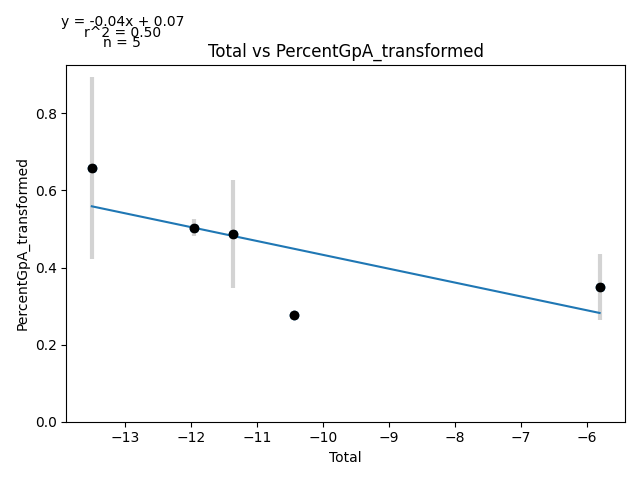 y = -0.04x + 0.07
r^2 = 0.50
n = 5
Total vs PercentGpA_transformed
PercentGpA_transformed
0.8
0.6
0.4
0.2
0.0
−13
−12
−11
−10
−9
−8
−7
−6
Total